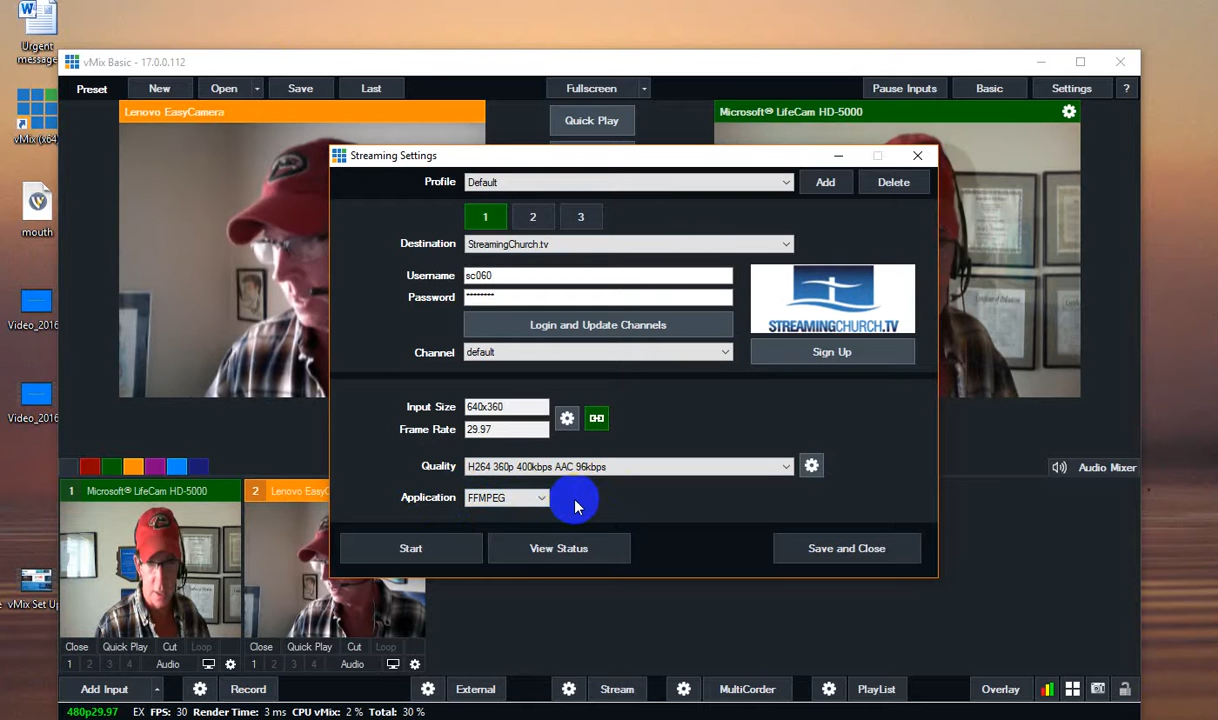 Urgent
message...
vMix (x64)
mouth
Video_2016...
Video_2016...
vMix Set Up
vMix Basic - 17.0.0.112
Preset
New
Open
Save
Last
Fullscreen
Pause Inputs
Basic
Settings
?
Lenovo EasyCamera
Quick Play
Microsoft® LifeCam HD-5000
Streaming Settings
Profile
Default
Add
Delete
1
2
3
Destination
StreamingChurch.tv
Username
sc060
Password
********
Login and Update Channels
STREAMINGCHURCH.TV
Channel
default
Sign Up
Input Size
640x360
Frame Rate
29.97
Quality
H264 360p 400kbps AAC 96kbps
Application
FFMPEG
Start
View Status
Save and Close
Audio Mixer
1 Microsoft® LifeCam HD-5000
2 Lenovo EasyC
Close Quick Play Cut Loop
1 2 3 4 Audio
Close Quick Play Cut Loop
1 2 3 4 Audio
Add Input
Record
External
Stream
MultiCorder
PlayList
Overlay
480p29.97 EX FPS: 30 Render Time: 3 ms CPU vMix: 2 % Total: 30 %